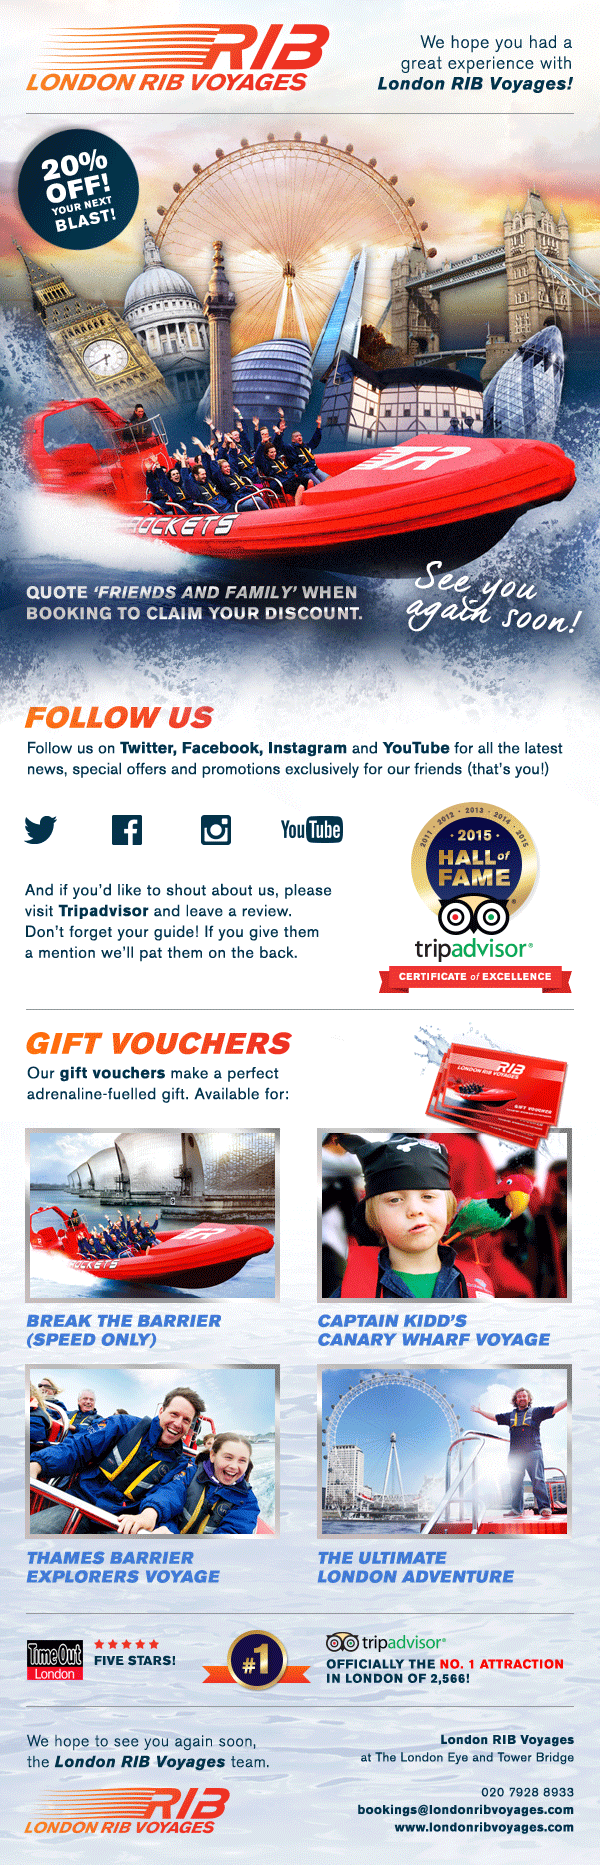 RIB
LONDON RIB VOYAGES
We hope you had a
great experience with
London RIB Voyages!
20%
OFF!
YOUR NEXT
BLAST!
ROCKETS
QUOTE ‘FRIENDS AND FAMILY’ WHEN
BOOKING TO CLAIM YOUR DISCOUNT.
See you
again soon!
FOLLOW US
Follow us on Twitter, Facebook, Instagram and YouTube for all the latest
news, special offers and promotions exclusively for our friends (that’s you!)
YouTube
And if you’d like to shout about us, please
visit Tripadvisor and leave a review.
Don’t forget your guide! If you give them
a mention we’ll pat them on the back.
2011 · 2012 · 2013 · 2014 · 2015
· 2015 ·
HALL of
FAME
tripadvisor®
CERTIFICATE of EXCELLENCE
GIFT VOUCHERS
Our gift vouchers make a perfect
adrenaline-fuelled gift. Available for:
RIB
LONDON RIB VOYAGES
GIFT VOUCHER
ROCKETS
BREAK THE BARRIER
(SPEED ONLY)
CAPTAIN KIDD’S
CANARY WHARF VOYAGE
THAMES BARRIER
EXPLORERS VOYAGE
THE ULTIMATE
LONDON ADVENTURE
TimeOut
London
FIVE STARS!
#1
tripadvisor®
OFFICIALLY THE NO. 1 ATTRACTION
IN LONDON OF 2,566!
We hope to see you again soon,
the London RIB Voyages team.
RIB
LONDON RIB VOYAGES
London RIB Voyages
at The London Eye and Tower Bridge
020 7928 8933
bookings@londonribvoyages.com
www.londonribvoyages.com